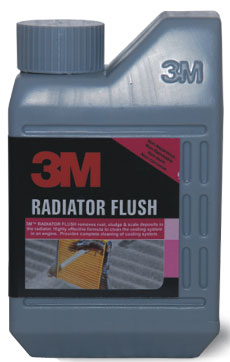 3M
3M
RADIATOR FLUSH
3M™ RADIATOR FLUSH removes rust, sludge & scale deposits in
the radiator. Highly effective formula to clean the cooling system
in an engine. Provides complete cleaning of cooling system.